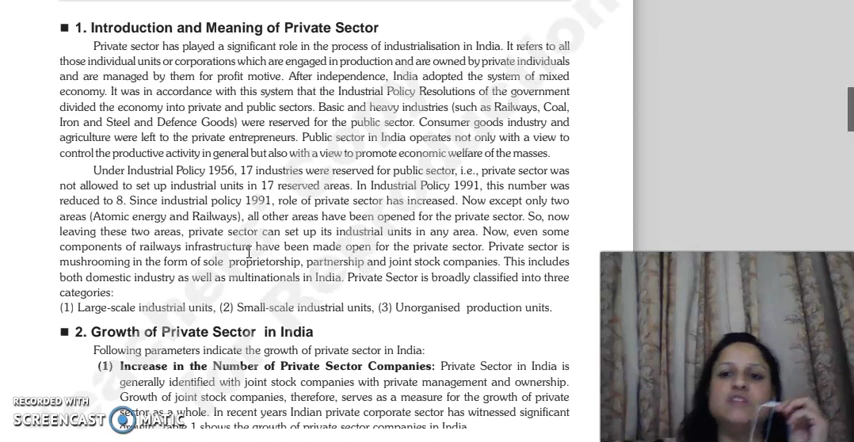 ■ 1. Introduction and Meaning of Private Sector
Private sector has played a significant role in the process of industrialisation in India. It refers to all
those individual units or corporations which are engaged in production and are owned by private individuals
and are managed by them for profit motive. After independence, India adopted the system of mixed
economy. It was in accordance with this system that the Industrial Policy Resolutions of the government
divided the economy into private and public sectors. Basic and heavy industries (such as Railways, Coal,
Iron and Steel and Defence Goods) were reserved for the public sector. Consumer goods industry and
agriculture were left to the private entrepreneurs. Public sector in India operates not only with a view to
control the productive activity in general but also with a view to promote economic welfare of the masses.
Under Industrial Policy 1956, 17 industries were reserved for public sector, i.e., private sector was
not allowed to set up industrial units in 17 reserved areas. In Industrial Policy 1991, this number was
reduced to 8. Since industrial policy 1991, role of private sector has increased. Now except only two
areas (Atomic energy and Railways), all other areas have been opened for the private sector. So, now
leaving these two areas, private sector can set up its industrial units in any area. Now, even some
components of railways infrastructure have been made open for the private sector. Private sector is
mushrooming in the form of sole proprietorship, partnership and joint stock companies. This includes
both domestic industry as well as multinationals in India. Private Sector is broadly classified into three
categories:
(1) Large-scale industrial units, (2) Small-scale industrial units, (3) Unorganised production units.
■ 2. Growth of Private Sector in India
Following parameters indicate the growth of private sector in India:
(1) Increase in the Number of Private Sector Companies: Private Sector in India is
generally identified with joint stock companies with private management and ownership.
Growth of joint stock companies, therefore, serves as a measure for the growth of private
sector as a whole. In recent years Indian private corporate sector has witnessed significant
1 shows the growth of private sector companies in India
RECORDED WITH
SCREENCAST MATIC